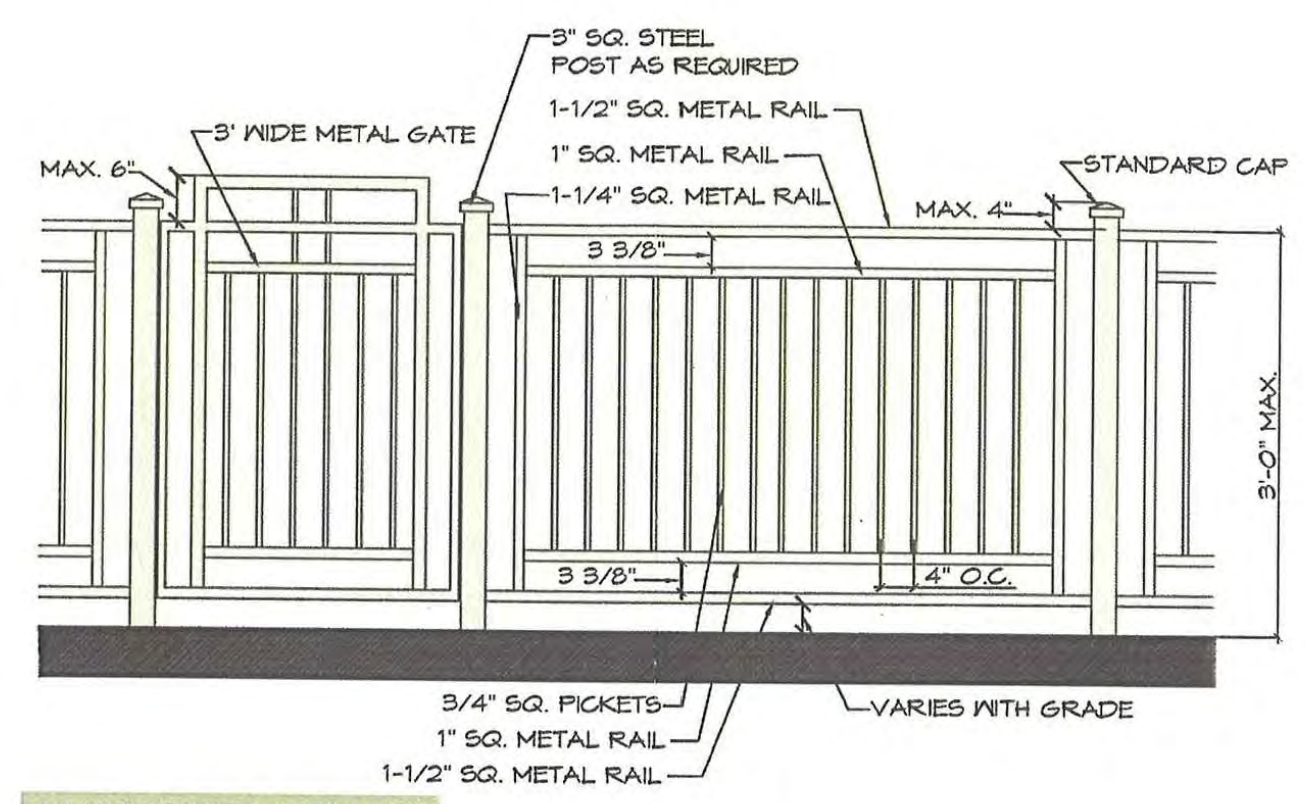 3" SQ. STEEL
POST AS REQUIRED
1-1/2" SQ. METAL RAIL
3' WIDE METAL GATE
1" SQ. METAL RAIL
STANDARD CAP
MAX. 6"
1-1/4" SQ. METAL RAIL
MAX. 4"
3 3/8"
3'-0" MAX.
3 3/8"
4" O.C.
3/4" SQ. PICKETS
VARIES WITH GRADE
1" SQ. METAL RAIL
1-1/2" SQ. METAL RAIL